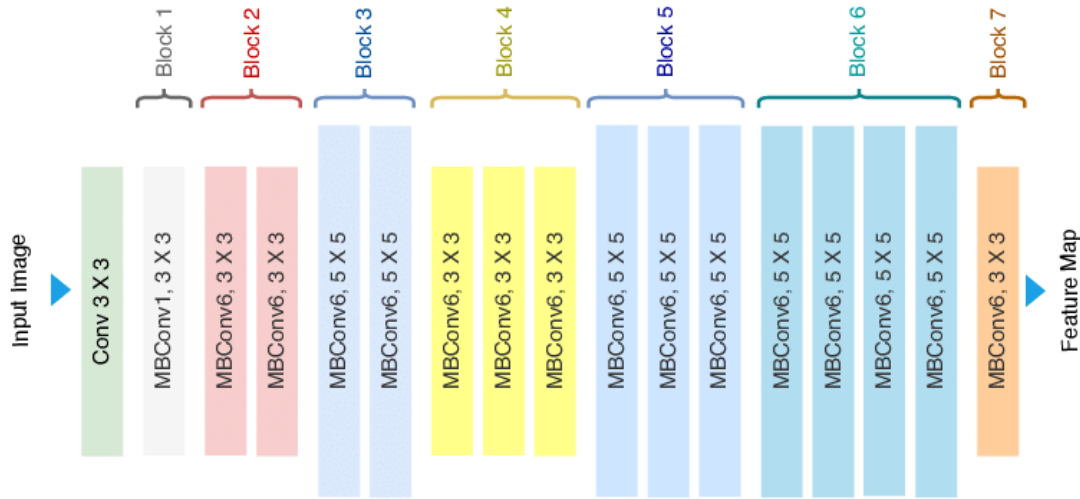 Input Image
Conv 3 X 3
Block 1
MBConv1, 3 X 3
Block 2
MBConv6, 3 X 3
MBConv6, 3 X 3
Block 3
MBConv6, 5 X 5
MBConv6, 5 X 5
Block 4
MBConv6, 3 X 3
MBConv6, 3 X 3
MBConv6, 3 X 3
Block 5
MBConv6, 5 X 5
MBConv6, 5 X 5
MBConv6, 5 X 5
Block 6
MBConv6, 5 X 5
MBConv6, 5 X 5
MBConv6, 5 X 5
MBConv6, 5 X 5
Block 7
MBConv6, 3 X 3
Feature Map